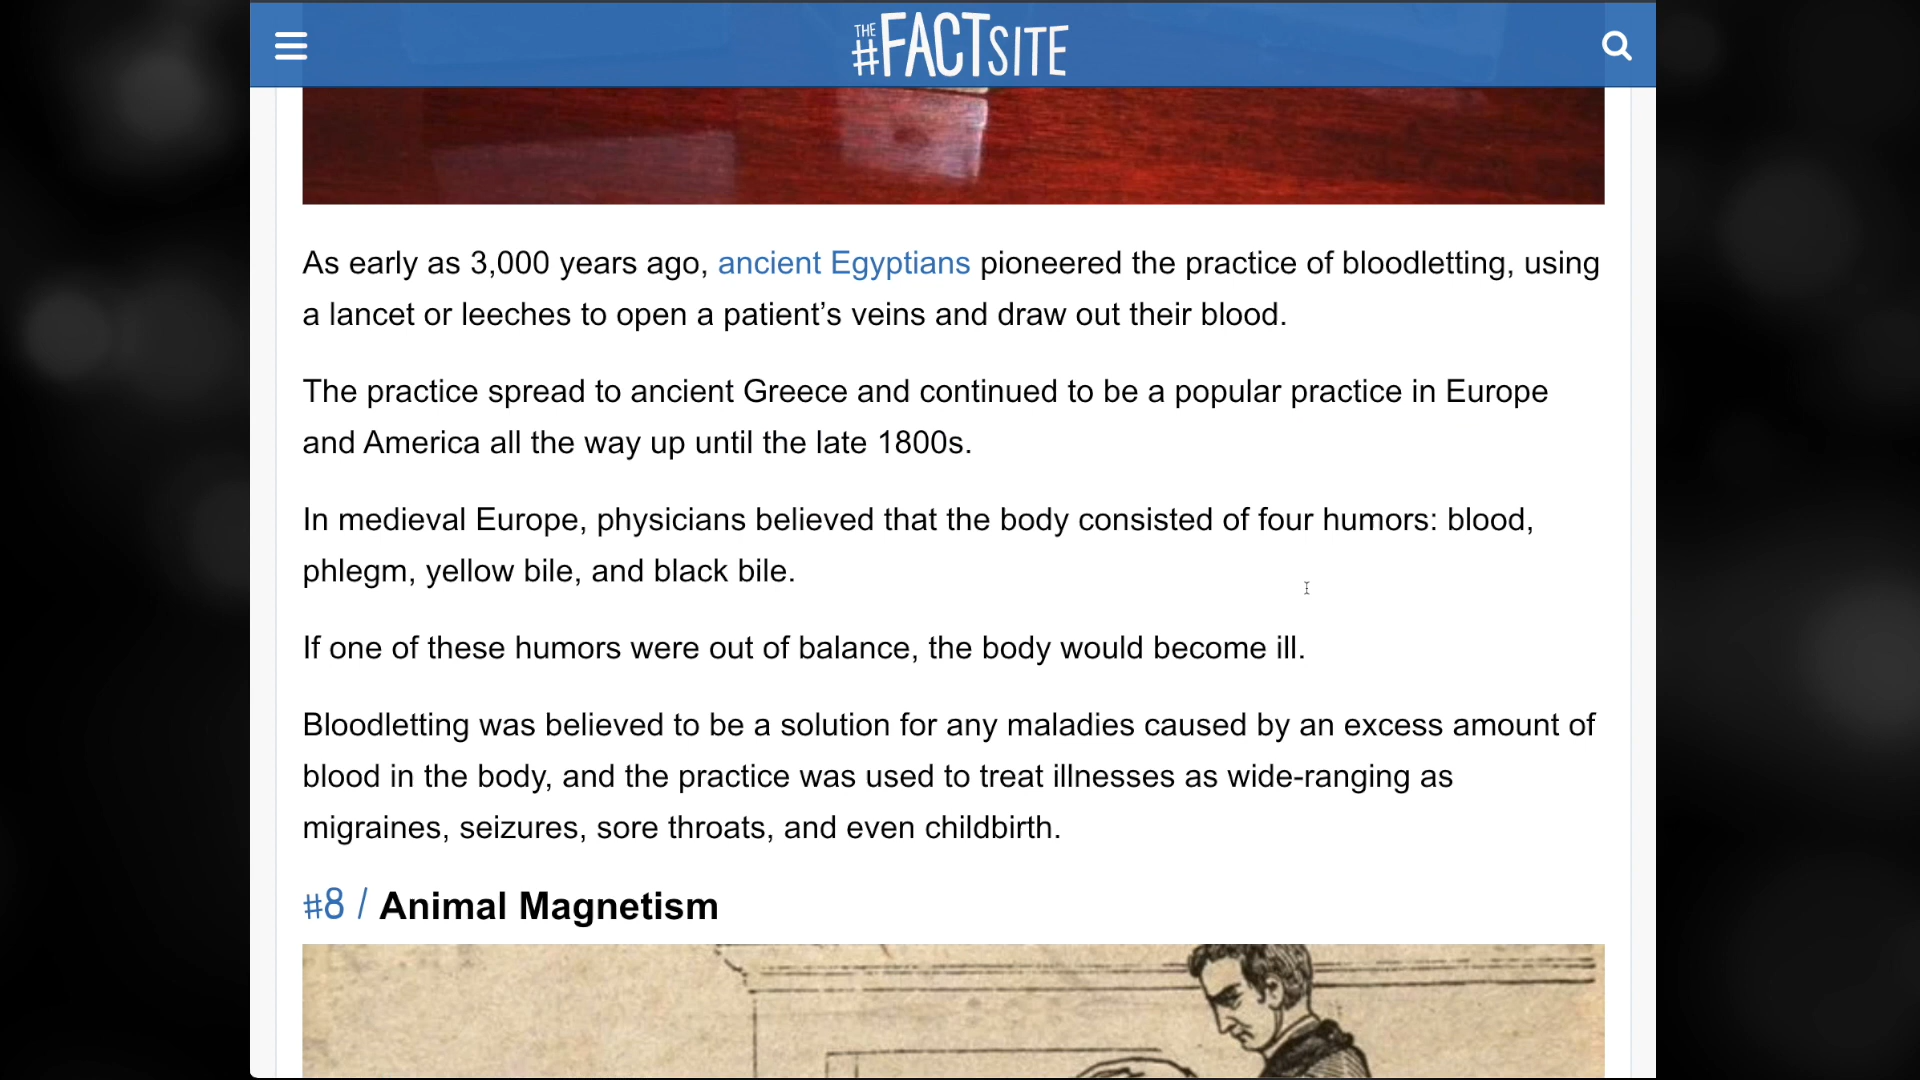 THE #FACTSITE
As early as 3,000 years ago, ancient Egyptians pioneered the practice of bloodletting, using
a lancet or leeches to open a patient’s veins and draw out their blood.
The practice spread to ancient Greece and continued to be a popular practice in Europe
and America all the way up until the late 1800s.
In medieval Europe, physicians believed that the body consisted of four humors: blood,
phlegm, yellow bile, and black bile.
If one of these humors were out of balance, the body would become ill.
Bloodletting was believed to be a solution for any maladies caused by an excess amount of
blood in the body, and the practice was used to treat illnesses as wide-ranging as
migraines, seizures, sore throats, and even childbirth.
#8 / Animal Magnetism